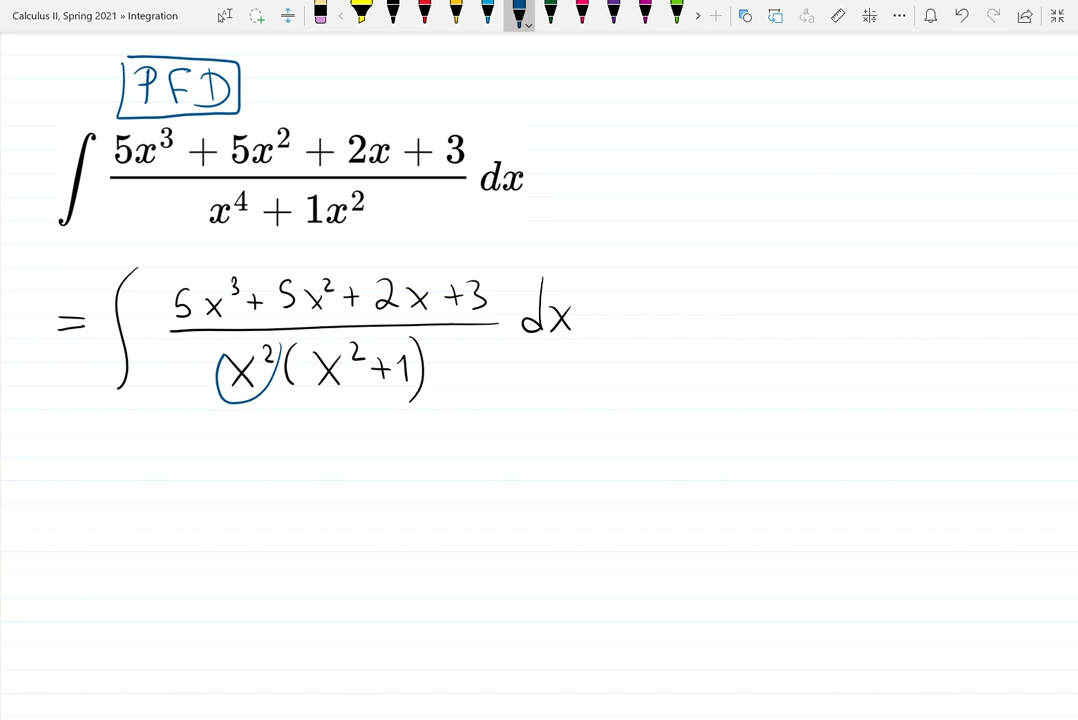 Calculus II, Spring 2021 » Integration
PFD
∫ (5x³ + 5x² + 2x + 3)/(x⁴ + 1x²) dx
= ∫ (5x³ + 5x² + 2x + 3)/(x²(x² + 1)) dx